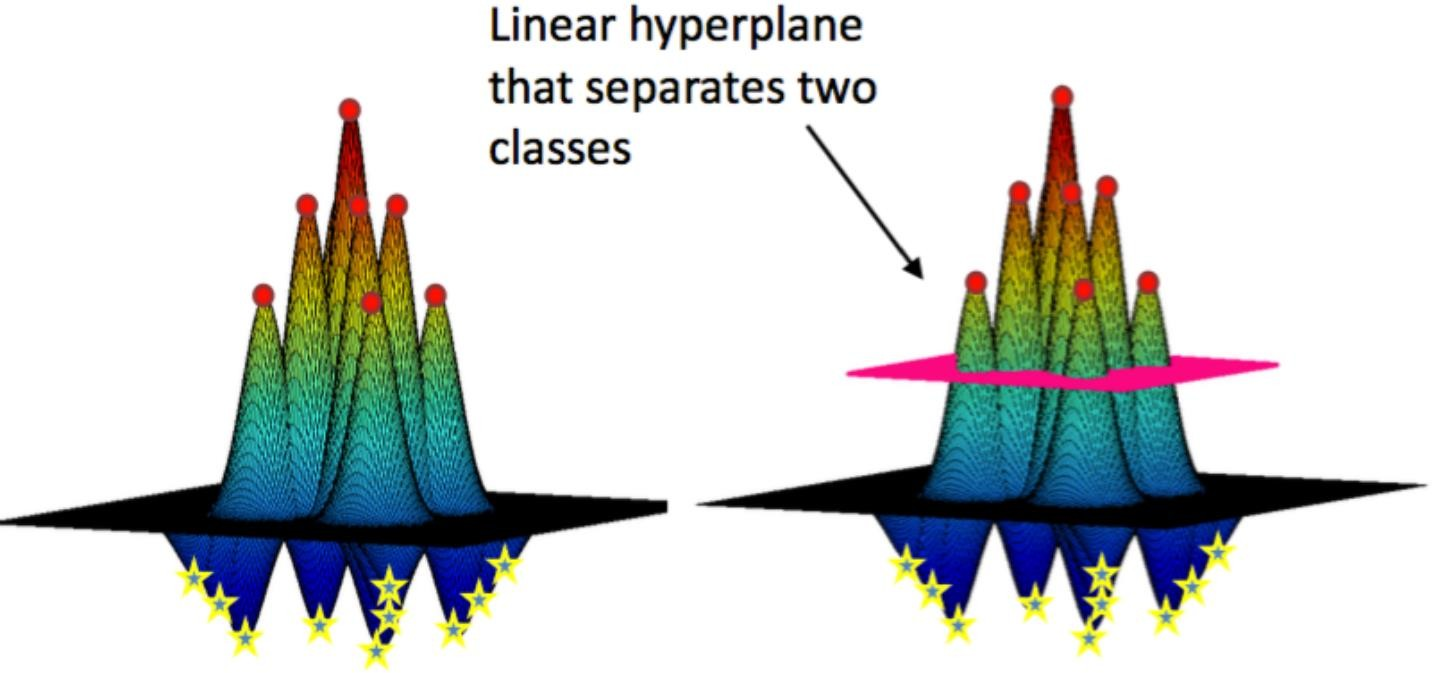 Linear hyperplane
that separates two
classes